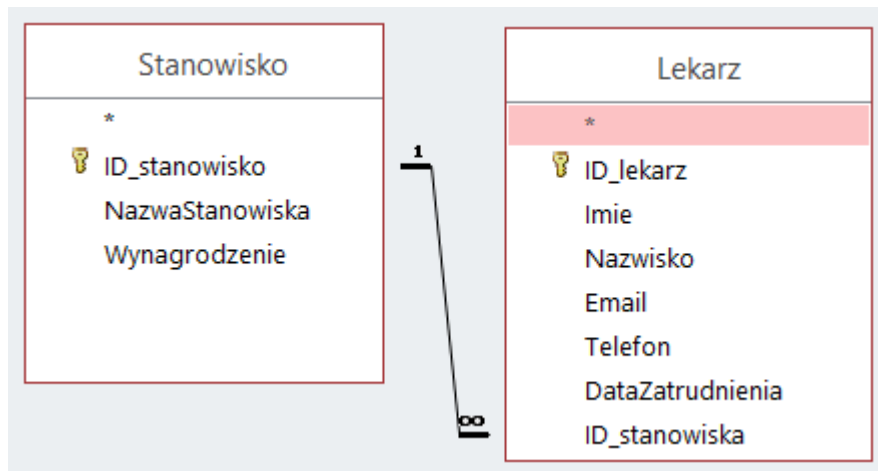 Stanowisko
*
ID_stanowisko
NazwaStanowiska
Wynagrodzenie
1
∞
Lekarz
*
ID_lekarz
Imie
Nazwisko
Email
Telefon
DataZatrudnienia
ID_stanowiska